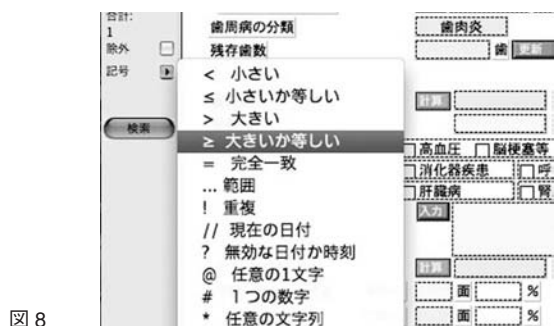 合計:
1
除外
記号
検索
歯周病の分類
歯肉炎
残存歯数
歯 更新
< 小さい
≤ 小さいか等しい
> 大きい
≥ 大きいか等しい
= 完全一致
... 範囲
! 重複
// 現在の日付
? 無効な日付か時刻
@ 任意の1文字
# 1つの数字
* 任意の文字列
計算
高血圧 脳梗塞等
消化器疾患 呼
肝臓病 腎
入力
計算
面 %
面 %
図 8